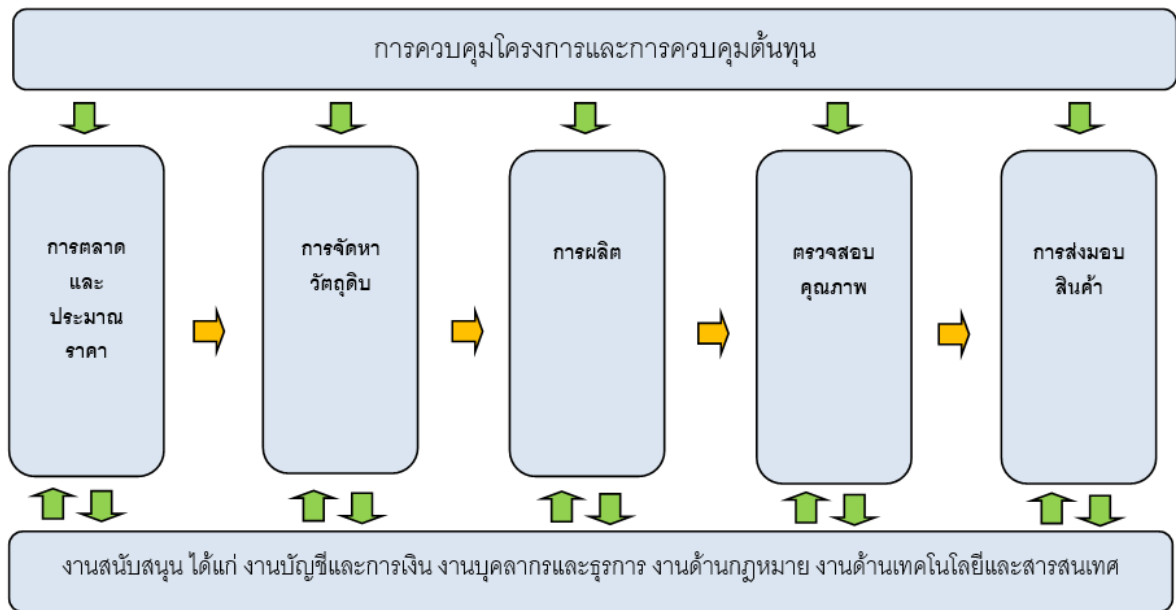 การควบคุมโครงการและการควบคุมต้นทุน
การตลาด
และ
ประมาณ
ราคา
การจัดหา
วัตถุดิบ
การผลิต
ตรวจสอบ
คุณภาพ
การส่งมอบ
สินค้า
งานสนับสนุน ได้แก่ งานบัญชีและการเงิน งานบุคลากรและธุรการ งานด้านกฎหมาย งานด้านเทคโนโลยีและสารสนเทศ